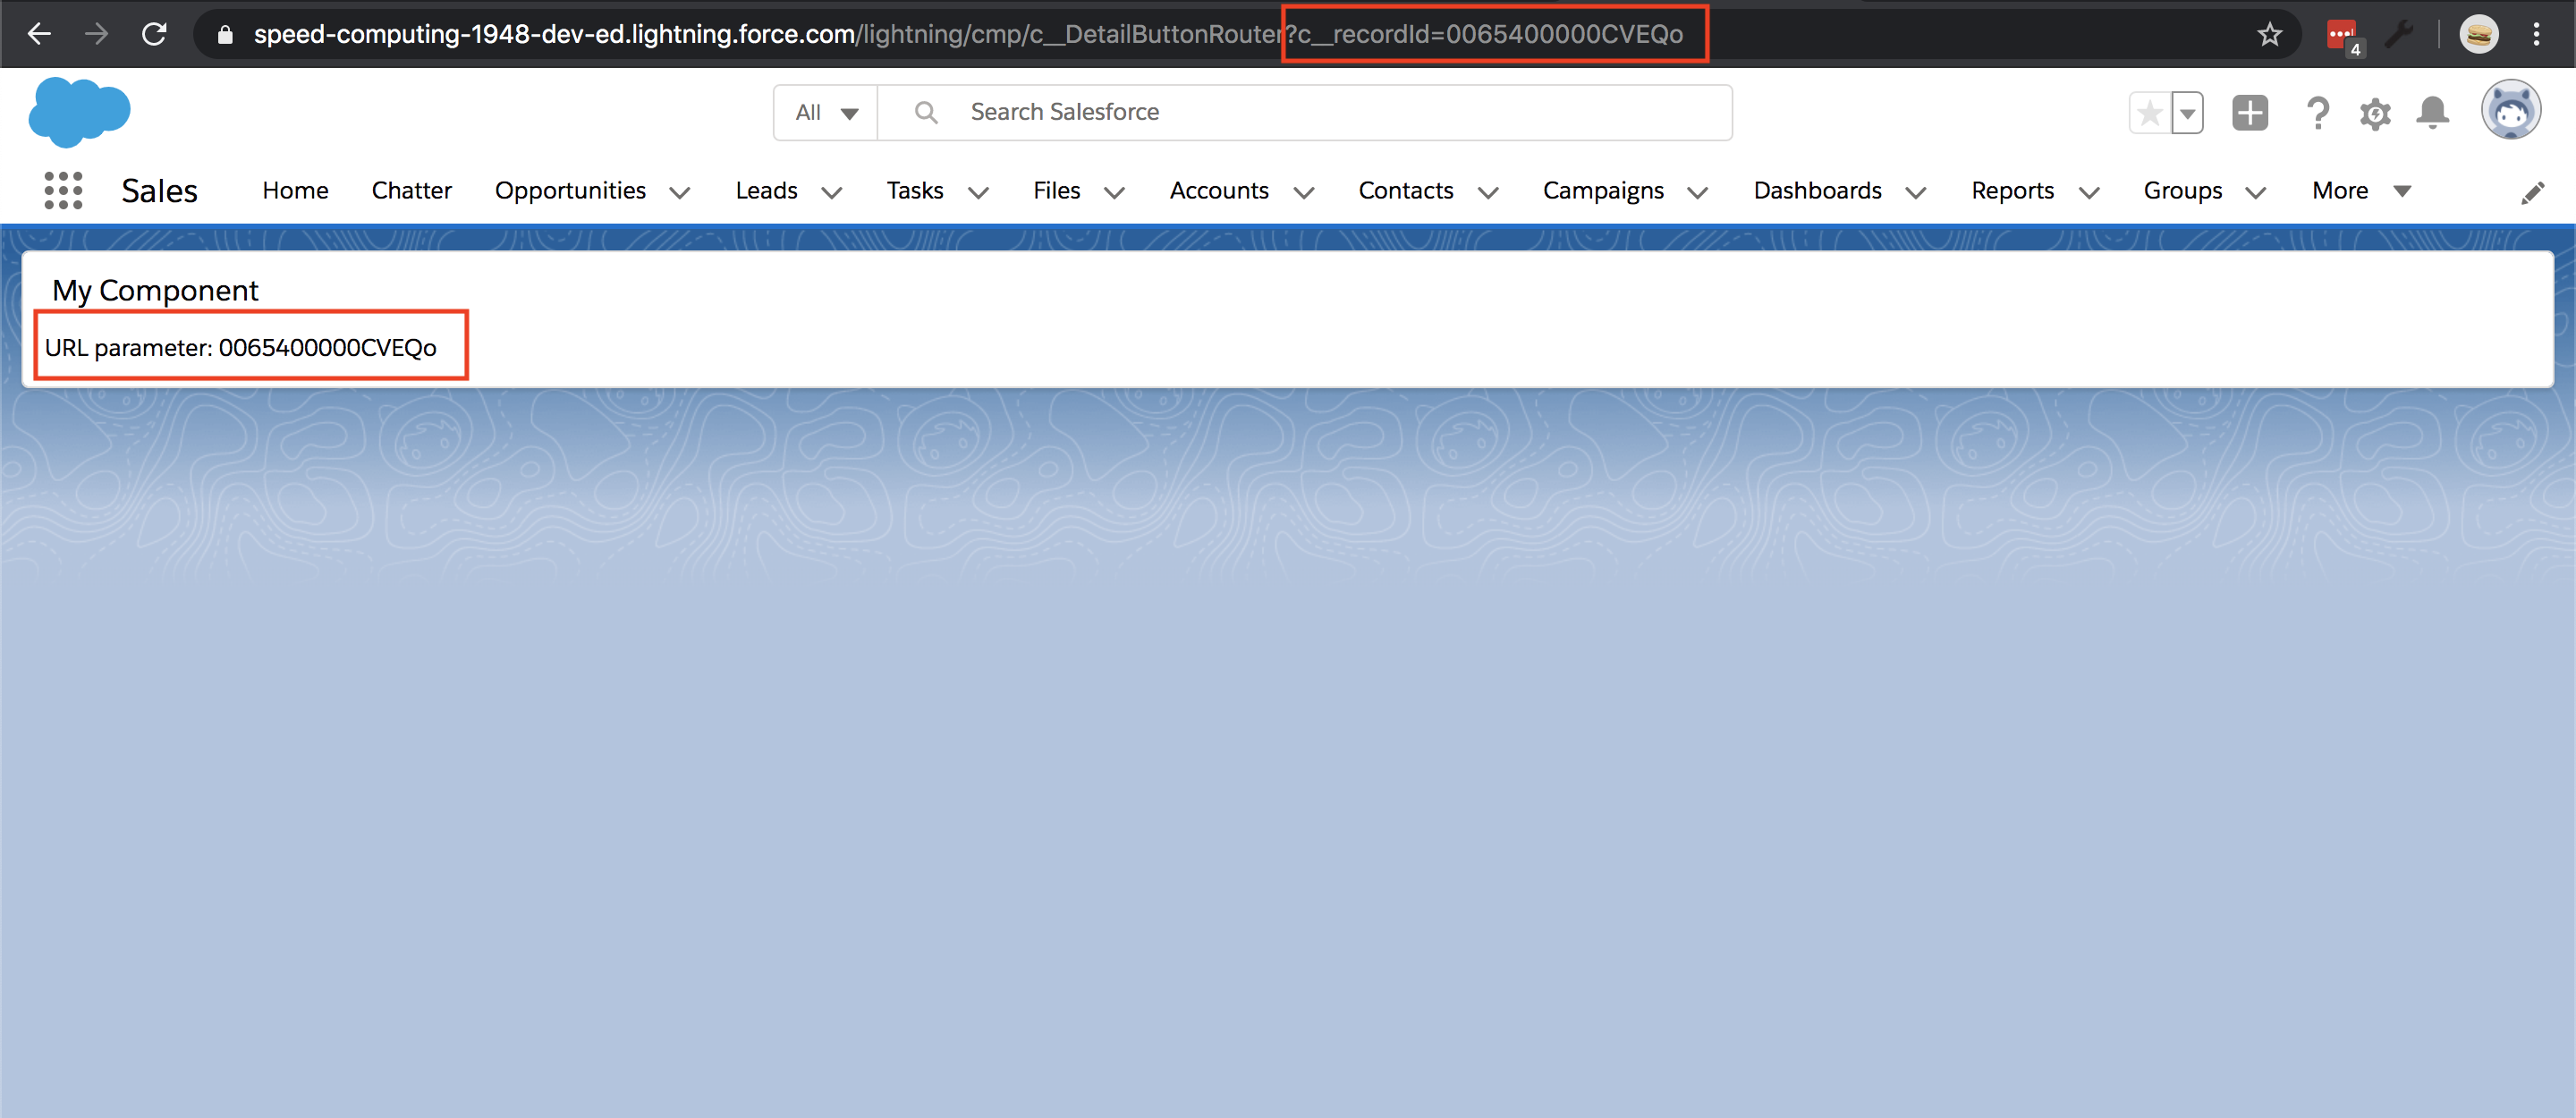 speed-computing-1948-dev-ed.lightning.force.com/lightning/cmp/c__DetailButtonRouter?c__recordId=0065400000CVEQo
4
All
Search Salesforce
Sales Home Chatter Opportunities Leads Tasks Files Accounts Contacts Campaigns Dashboards Reports Groups More
My Component
URL parameter: 0065400000CVEQo